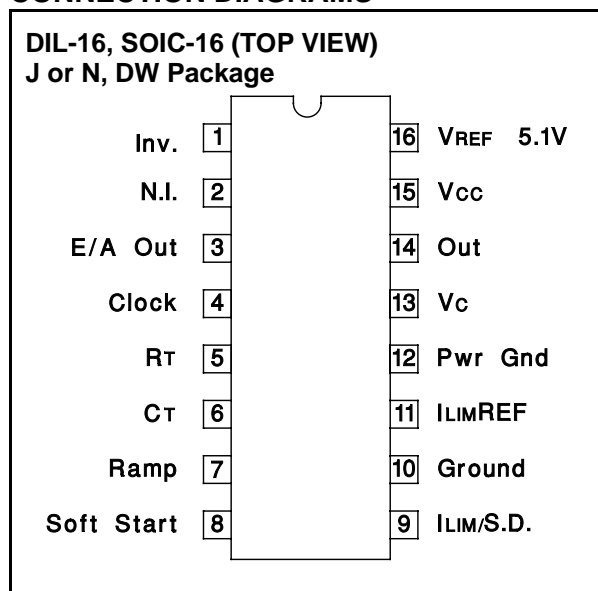 CONNECTION DIAGRAMS
DIL-16, SOIC-16 (TOP VIEW)
J or N, DW Package
Inv. 1 16 VREF 5.1V
N.I. 2 15 Vcc
E/A Out 3 14 Out
Clock 4 13 Vc
RT 5 12 Pwr Gnd
CT 6 11 ILIMREF
Ramp 7 10 Ground
Soft Start 8 9 ILIM/S.D.